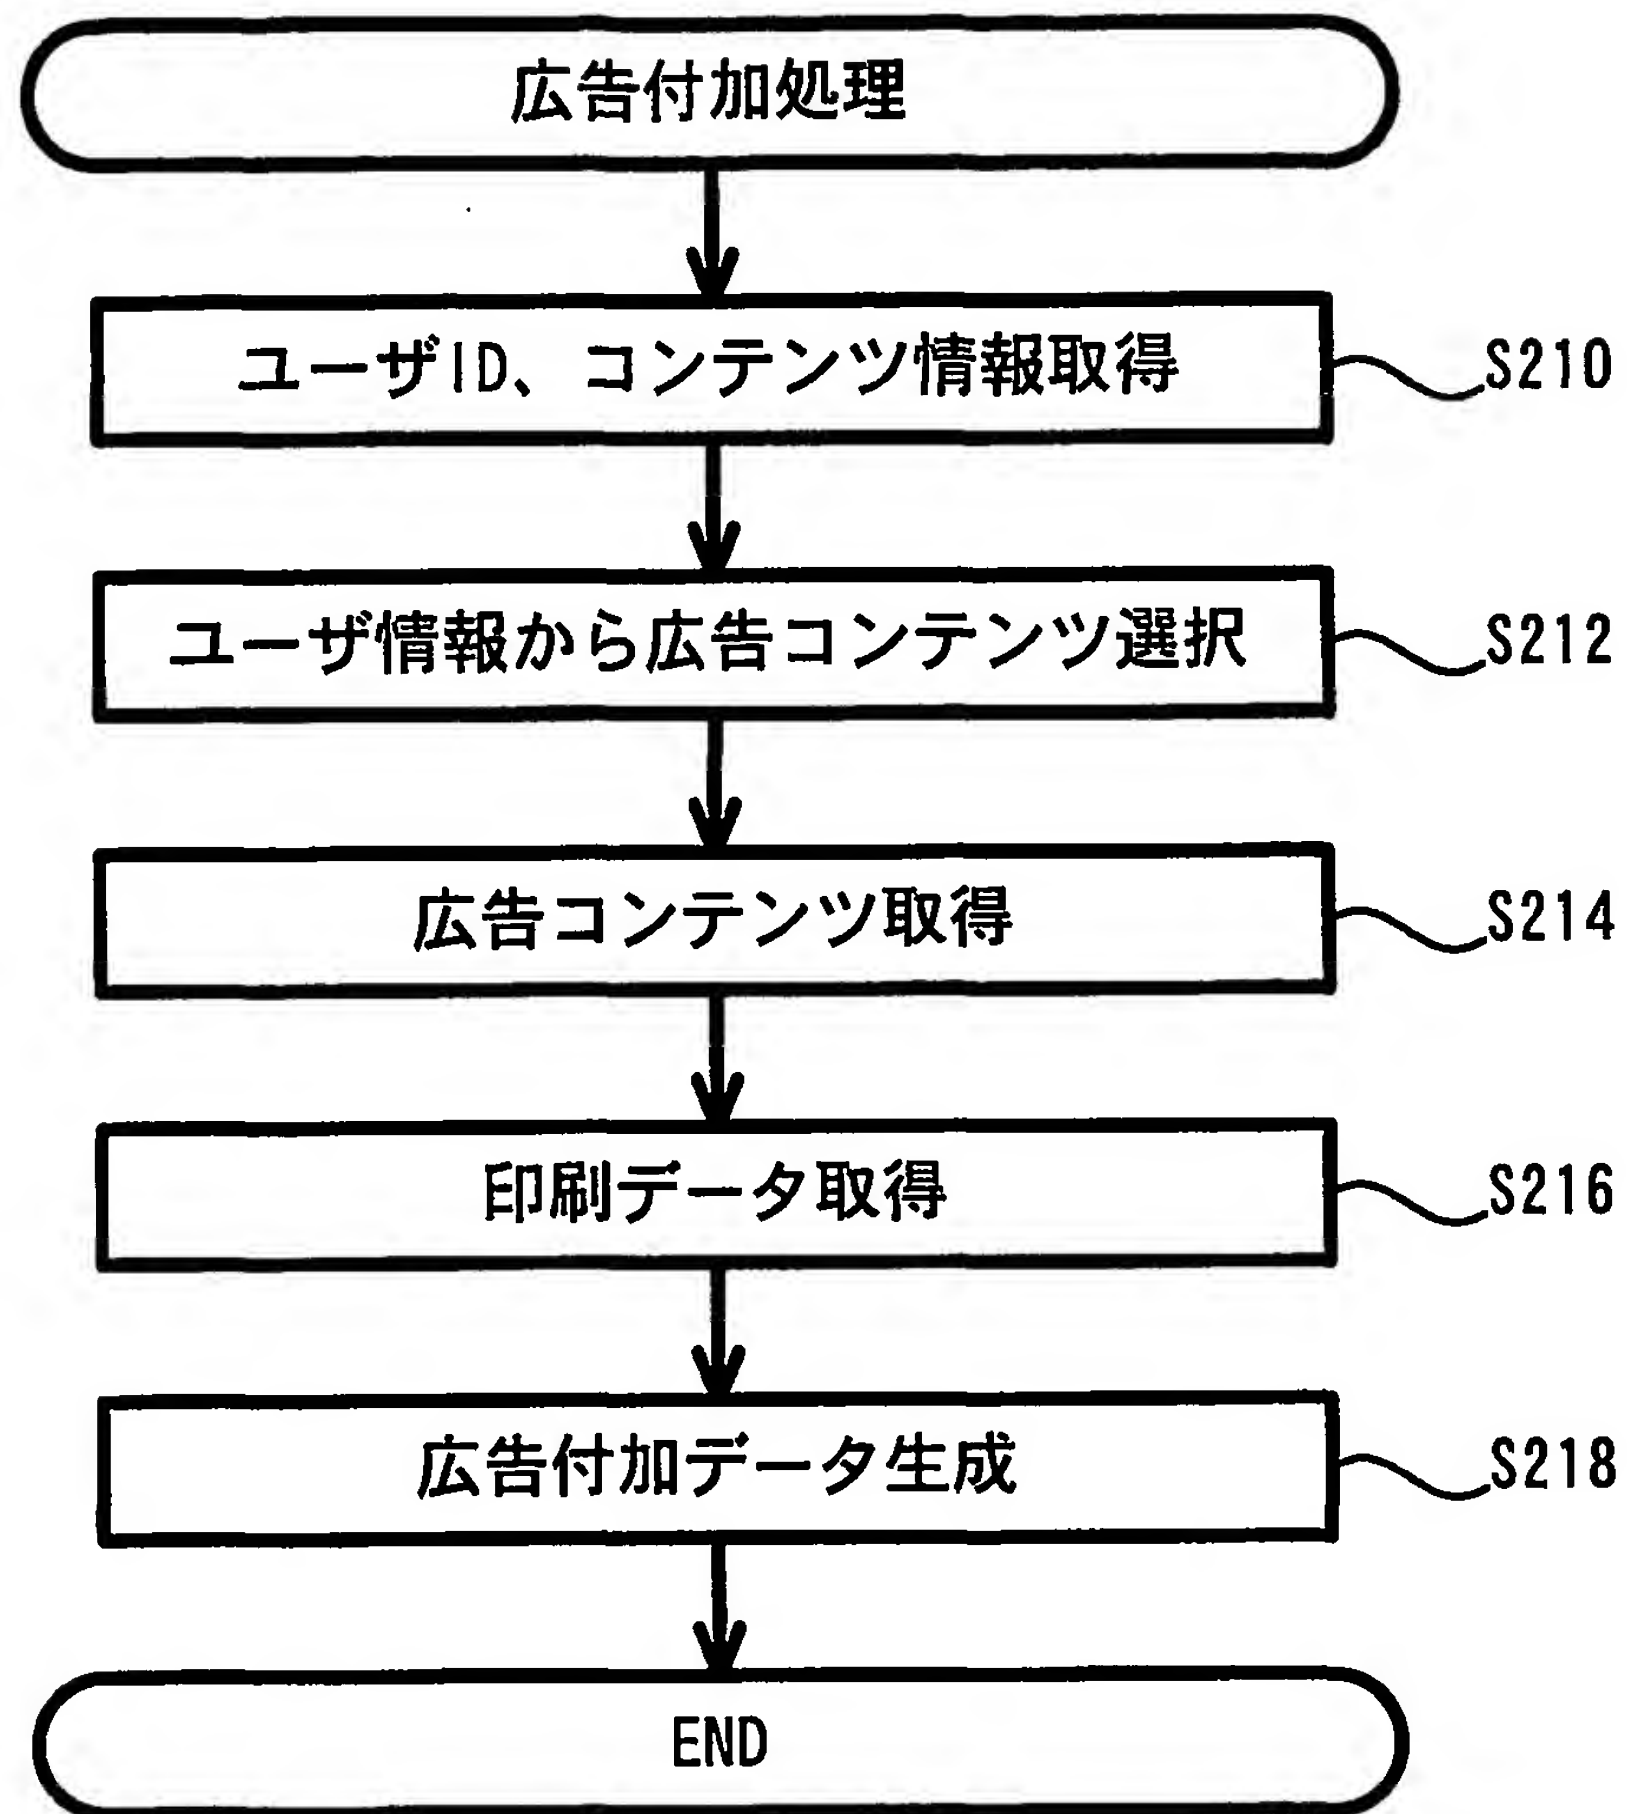 広告付加処理
ユーザID、コンテンツ情報取得
S210
ユーザ情報から広告コンテンツ選択
S212
広告コンテンツ取得
S214
印刷データ取得
S216
広告付加データ生成
S218
END